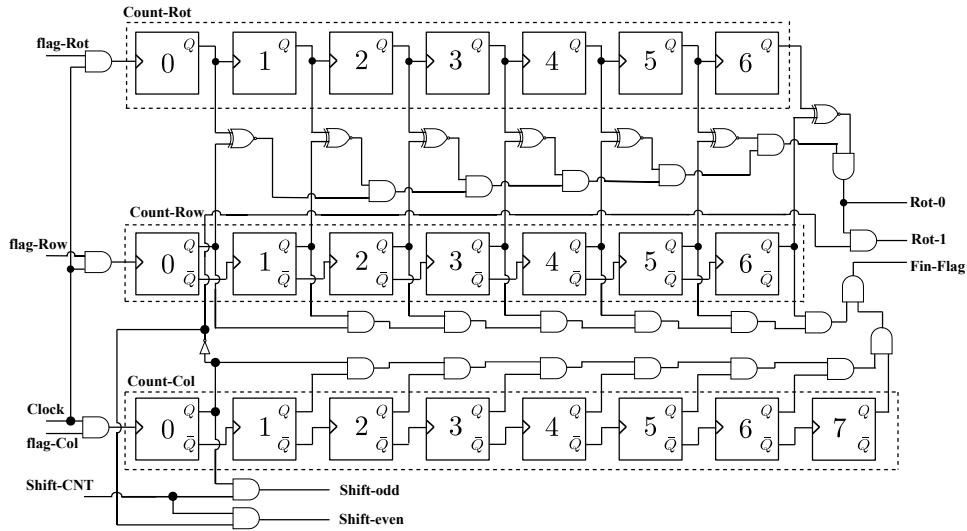 Count-Rot
flag-Rot
Q Q Q Q Q Q Q
0 1 2 3 4 5 6
Rot-0
Count-Row
Rot-1
flag-Row
Q Q Q Q Q Q Q
0 1 2 3 4 5 6
Q̄ Q̄ Q̄ Q̄ Q̄ Q̄ Q̄
Fin-Flag
Count-Col
Clock
Q Q Q Q Q Q Q Q
0 1 2 3 4 5 6 7
Q̄ Q̄ Q̄ Q̄ Q̄ Q̄ Q̄ Q̄
flag-Col
Shift-CNT
Shift-odd
Shift-even